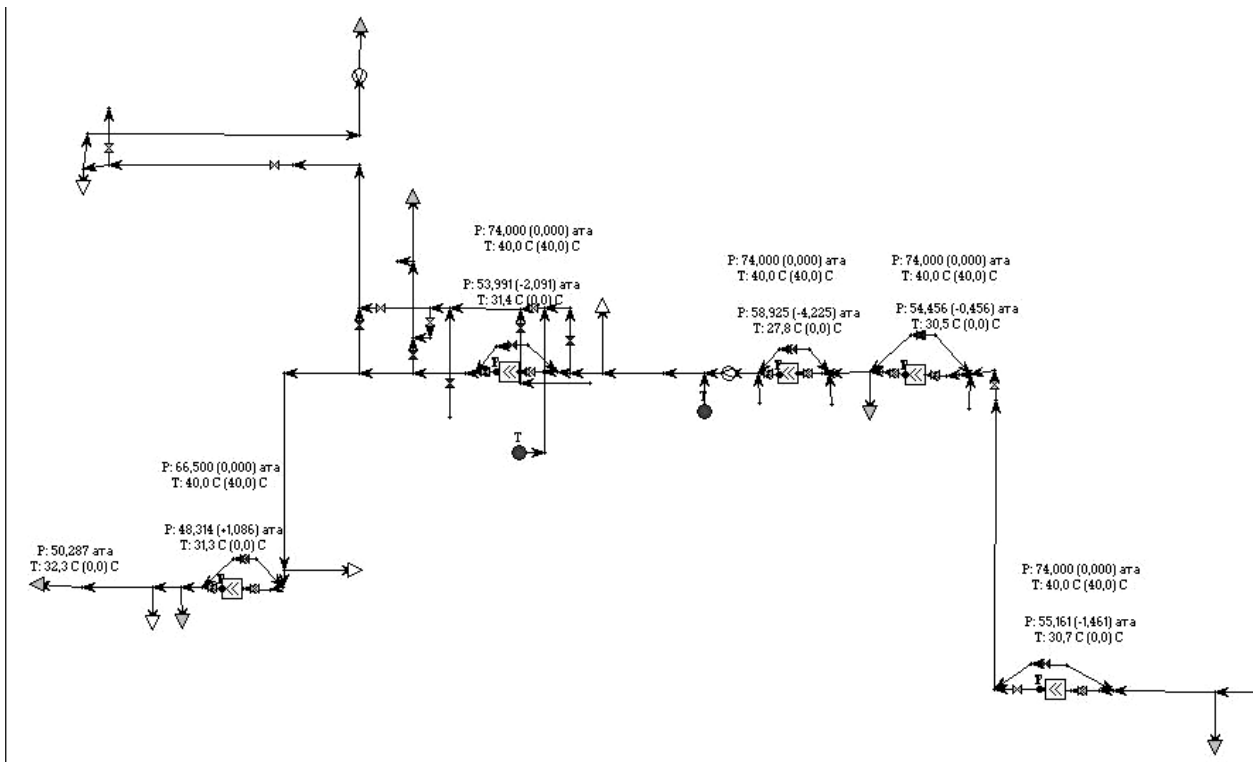 P: 74,000 (0,000) ата
T: 40,0 C (40,0) C
P: 53,991 (-2,091) ата
T: 31,4 C (0,0) C
P: 74,000 (0,000) ата
T: 40,0 C (40,0) C
P: 58,925 (-4,225) ата
T: 27,8 C (0,0) C
P: 74,000 (0,000) ата
T: 40,0 C (40,0) C
P: 54,456 (-0,456) ата
T: 30,5 C (0,0) C
P
P
P
T
T
P: 66,500 (0,000) ата
T: 40,0 C (40,0) C
P: 48,314 (+1,086) ата
T: 31,3 C (0,0) C
P: 50,287 ата
T: 32,3 C (0,0) C
P
P: 74,000 (0,000) ата
T: 40,0 C (40,0) C
P: 55,161 (-1,461) ата
T: 30,7 C (0,0) C
P